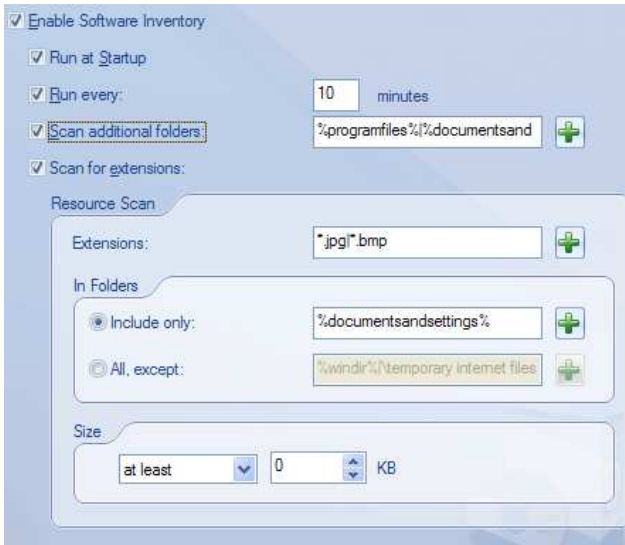 Enable Software Inventory
Run at Startup
Run every: 10 minutes
Scan additional folders: %programfiles%|%documentsand
Scan for extensions:
Resource Scan
Extensions: *.jpg|*.bmp
In Folders
Include only: %documentsandsettings%
All, except: %windir%|\temporary internet files
Size
at least 0 KB